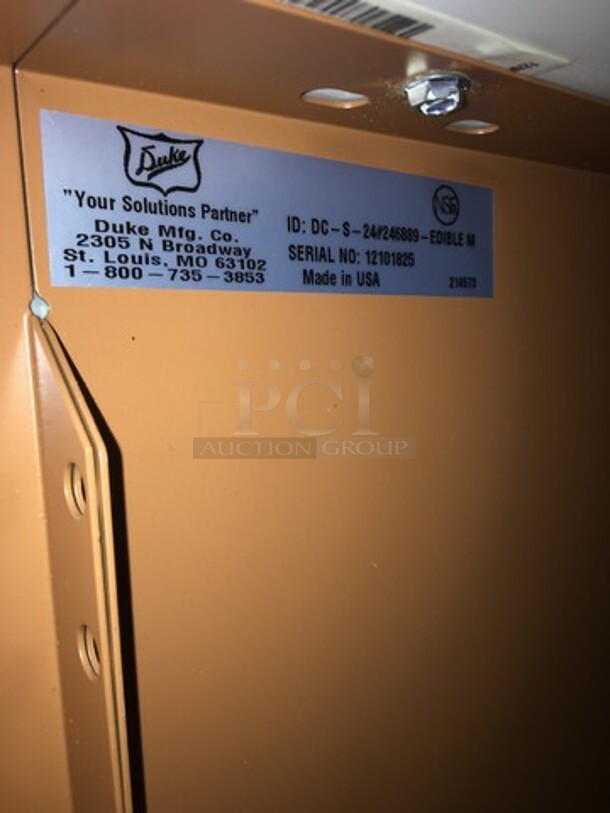 Duke
"Your Solutions Partner"
Duke Mfg. Co.
2305 N Broadway
St. Louis, MO 63102
1-800-735-3853
NSF
ID: DC-S-24#246889-EDIBLE M
SERIAL NO: 12101825
Made in USA
214573
PCI
AUCTION GROUP